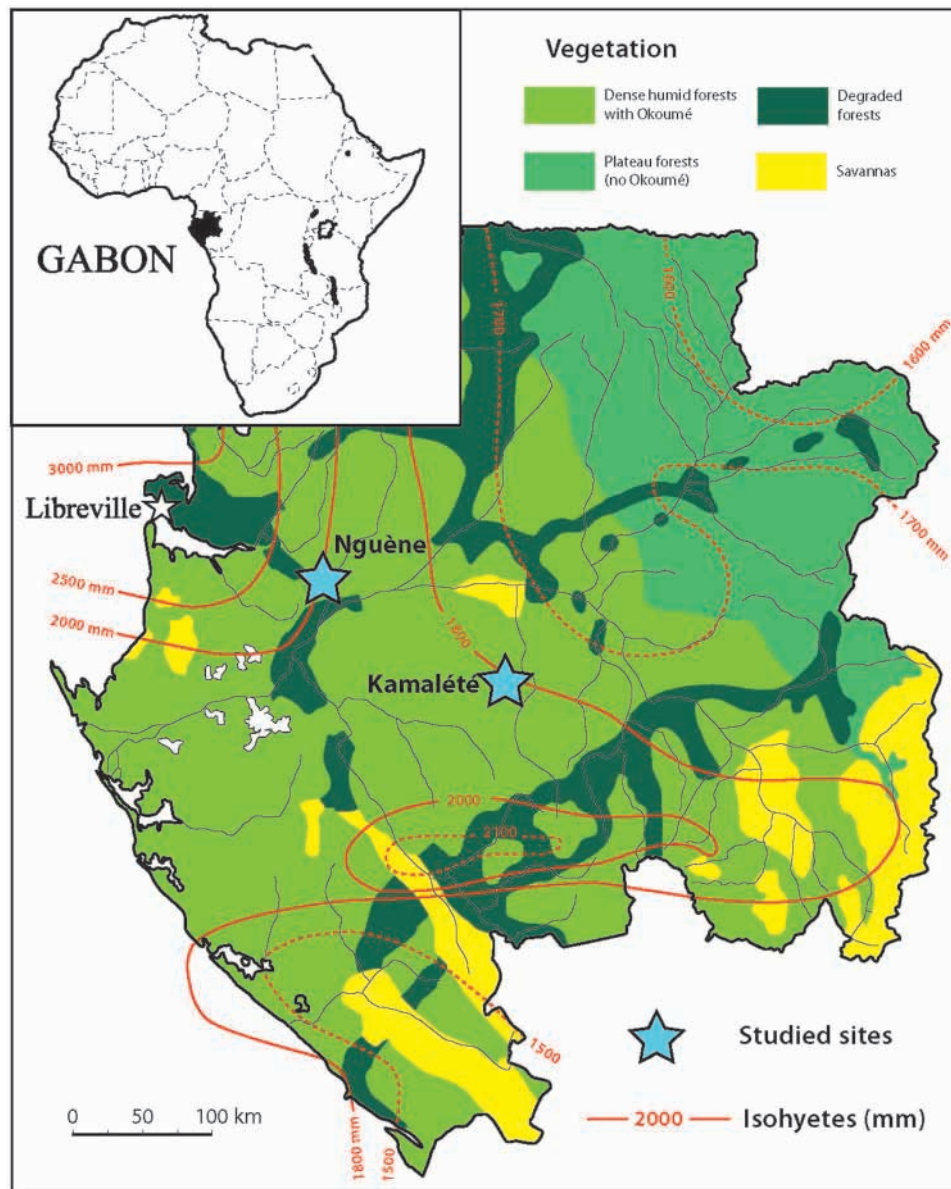 GABON
Vegetation
Dense humid forests
with Okoumé
Degraded
forests
Plateau forests
(no Okoumé)
Savannas
1700
1600
1600 mm
3000 mm
Libreville
1700 mm
Nguène
2500 mm
2000 mm
1800
Kamalété
2000
2100
1500
Studied sites
0 50 100 km
2000
Isohyetes (mm)
1800 mm
1500